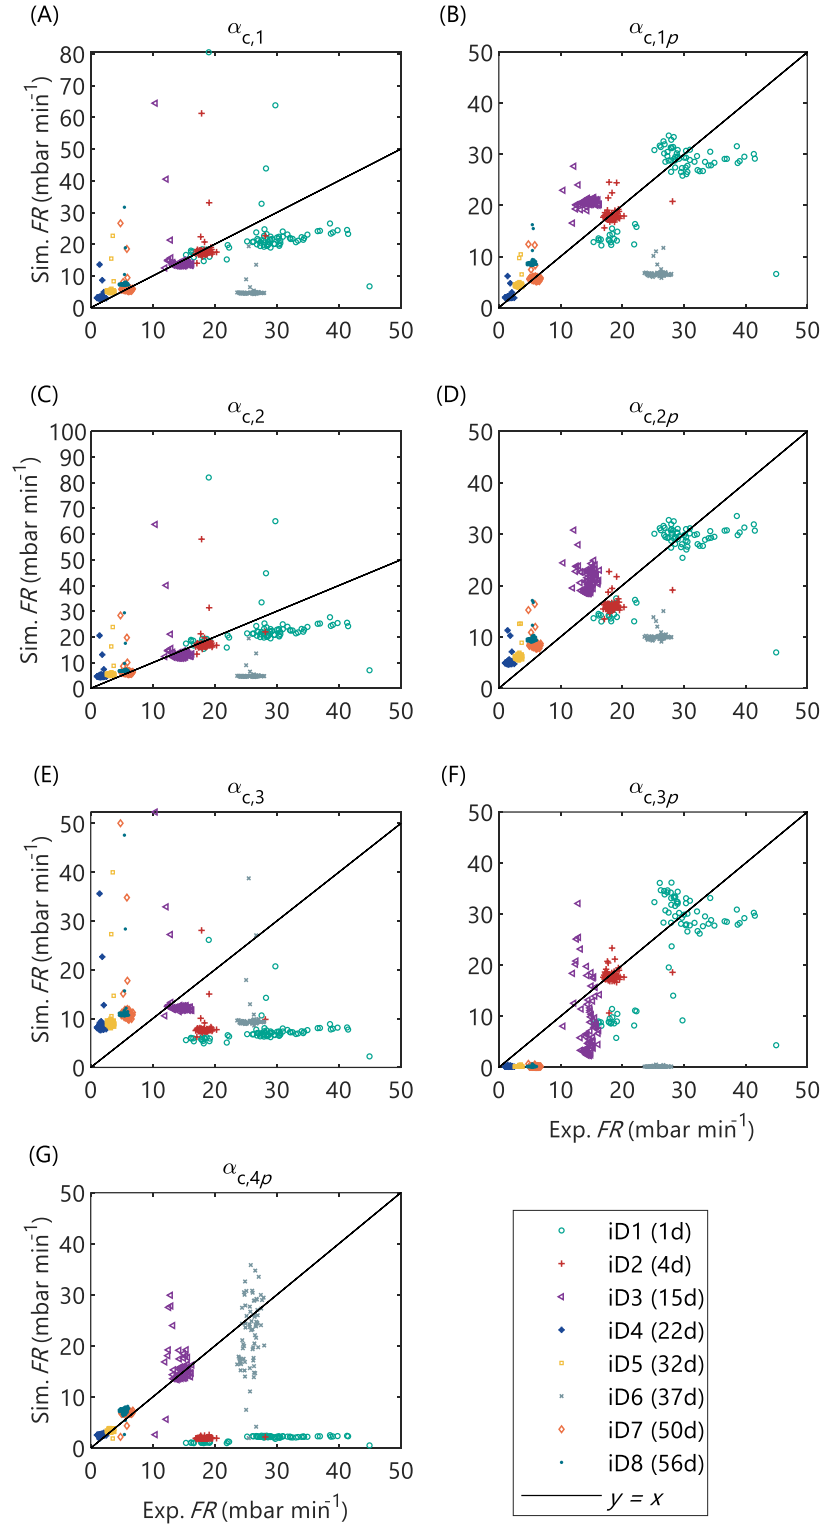 (A)
αc,1
80
70
60
50
40
30
20
10
0
Sim. FR (mbar min-1)
0 10 20 30 40 50
(B)
αc,1p
50
40
30
20
10
0
0 10 20 30 40 50
(C)
αc,2
100
90
80
70
60
50
40
30
20
10
0
Sim. FR (mbar min-1)
0 10 20 30 40 50
(D)
αc,2p
50
40
30
20
10
0
0 10 20 30 40 50
(E)
αc,3
50
40
30
20
10
0
Sim. FR (mbar min-1)
0 10 20 30 40 50
(F)
αc,3p
50
40
30
20
10
0
0 10 20 30 40 50
Exp. FR (mbar min-1)
(G)
αc,4p
50
40
30
20
10
0
Sim. FR (mbar min-1)
0 10 20 30 40 50
Exp. FR (mbar min-1)
iD1 (1d)
iD2 (4d)
iD3 (15d)
iD4 (22d)
iD5 (32d)
iD6 (37d)
iD7 (50d)
iD8 (56d)
y = x